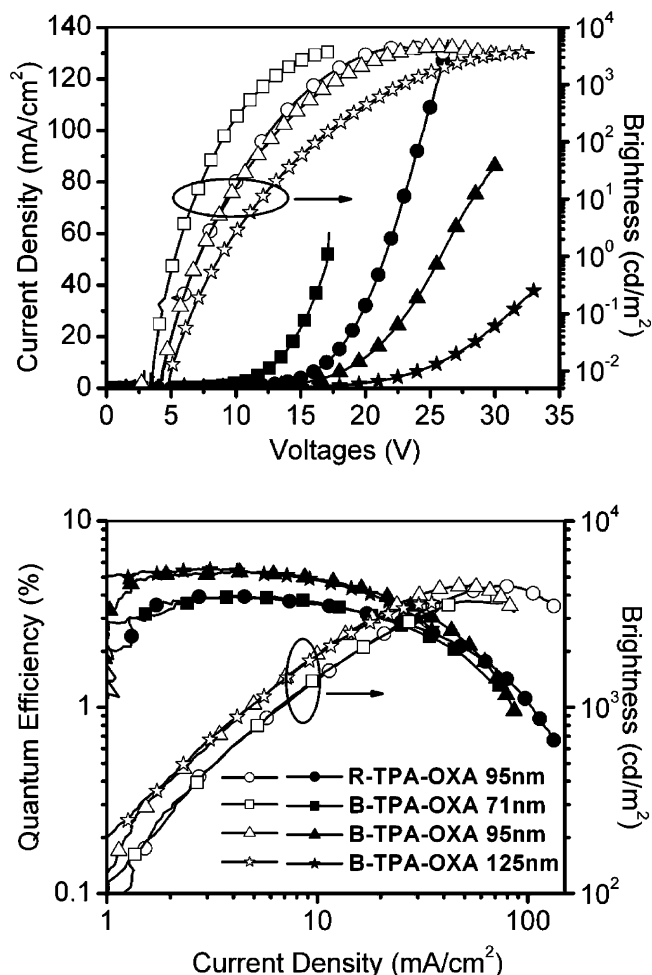 140
120
100
80
60
40
20
0
Current Density (mA/cm²)
10⁴
10³
10²
10¹
10⁰
10⁻¹
10⁻²
Brightness (cd/m²)
0 5 10 15 20 25 30 35
Voltages (V)
10
1
0.1
Quantum Efficiency (%)
10⁴
10³
10²
Brightness (cd/m²)
R-TPA-OXA 95nm
B-TPA-OXA 71nm
B-TPA-OXA 95nm
B-TPA-OXA 125nm
1 10 100
Current Density (mA/cm²)